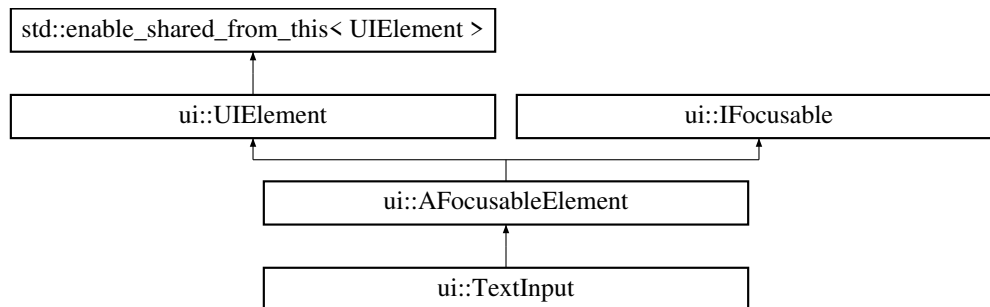 std::enable_shared_from_this< UIElement >
ui::UIElement
ui::IFocusable
ui::AFocusableElement
ui::TextInput